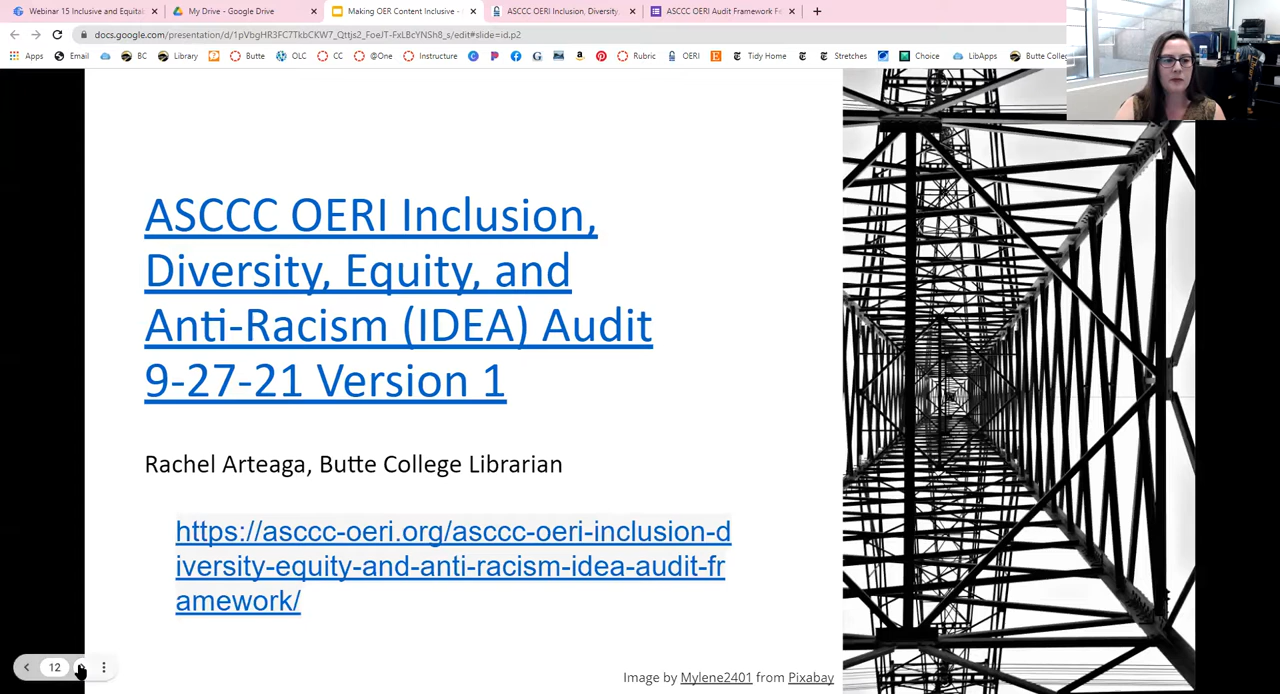 Webinar 15 Inclusive and Equita
My Drive - Google Drive
Making OER Content Inclusive -
ASCCC OERI Inclusion, Diversity,
ASCCC OERI Audit Framework F
docs.google.com/presentation/d/1pVbgHR3FC7TkbCKW7_Qttjs2_FoeJT-FxLBcYNSh8_s/edit#slide=id.p2
Apps Email BC Library Butte OLC CC @One Instructure Rubric OERI Tidy Home Stretches Choice LibApps Butte Colleg
ASCCC OERI Inclusion,
Diversity, Equity, and
Anti-Racism (IDEA) Audit
9-27-21 Version 1
Rachel Arteaga, Butte College Librarian
https://asccc-oeri.org/asccc-oeri-inclusion-d
iversity-equity-and-anti-racism-idea-audit-fr
amework/
12
Image by Mylene2401 from Pixabay